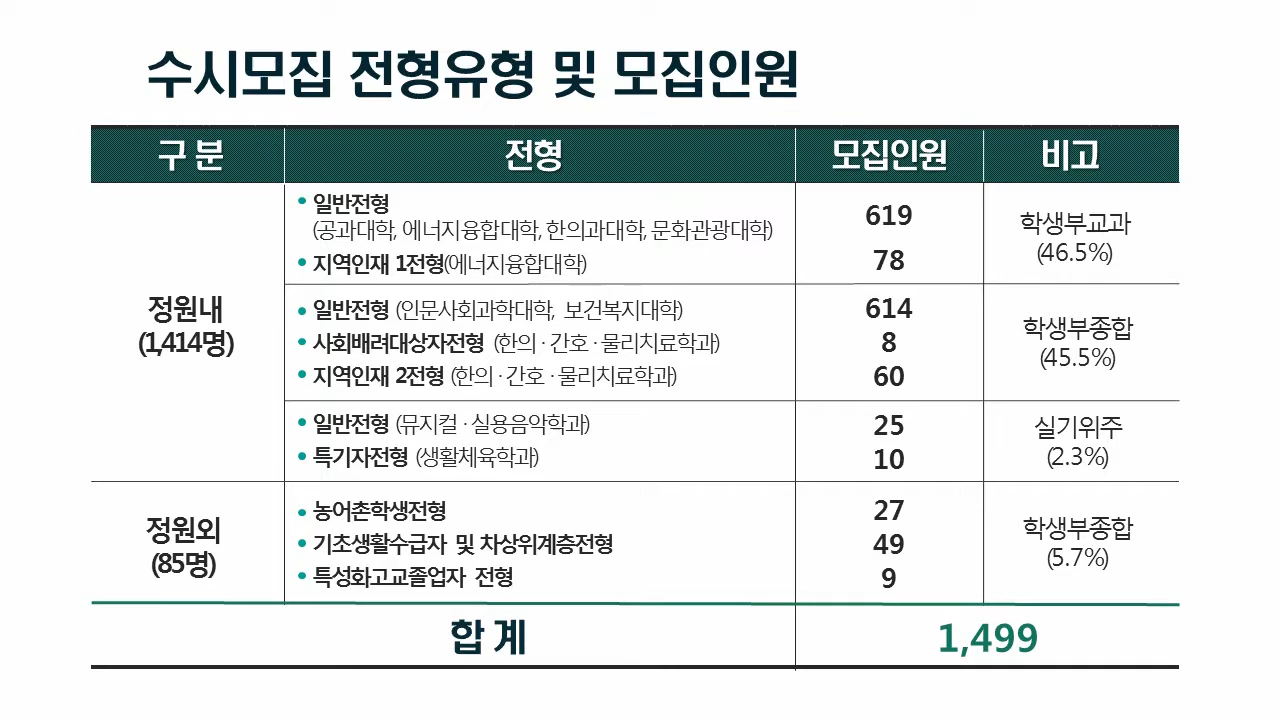 수시모집 전형유형 및 모집인원
구 분 전형 모집인원 비고
정원내
(1,414명)
• 일반전형
(공과대학, 에너지융합대학, 한의과대학, 문화관광대학)
619
• 지역인재 1전형(에너지융합대학)
78
학생부교과
(46.5%)
• 일반전형 (인문사회과학대학, 보건복지대학)
614
• 사회배려대상자전형 (한의·간호·물리치료학과)
8
• 지역인재 2전형 (한의·간호·물리치료학과)
60
학생부종합
(45.5%)
• 일반전형 (뮤지컬·실용음악학과)
25
• 특기자전형 (생활체육학과)
10
실기위주
(2.3%)
정원외
(85명)
• 농어촌학생전형
27
• 기초생활수급자 및 차상위계층전형
49
• 특성화고교졸업자 전형
9
학생부종합
(5.7%)
합 계 1,499